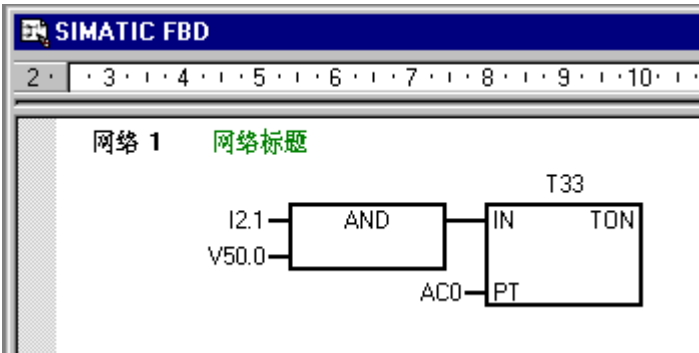 SIMATIC FBD
2 · · 3 · ı · 4 · ı · 5 · ı · 6 · ı · 7 · ı · 8 · ı · 9 · ı · 10 · ı ·
网络 1 网络标题
T33
I2.1 AND IN TON
V50.0
AC0 PT